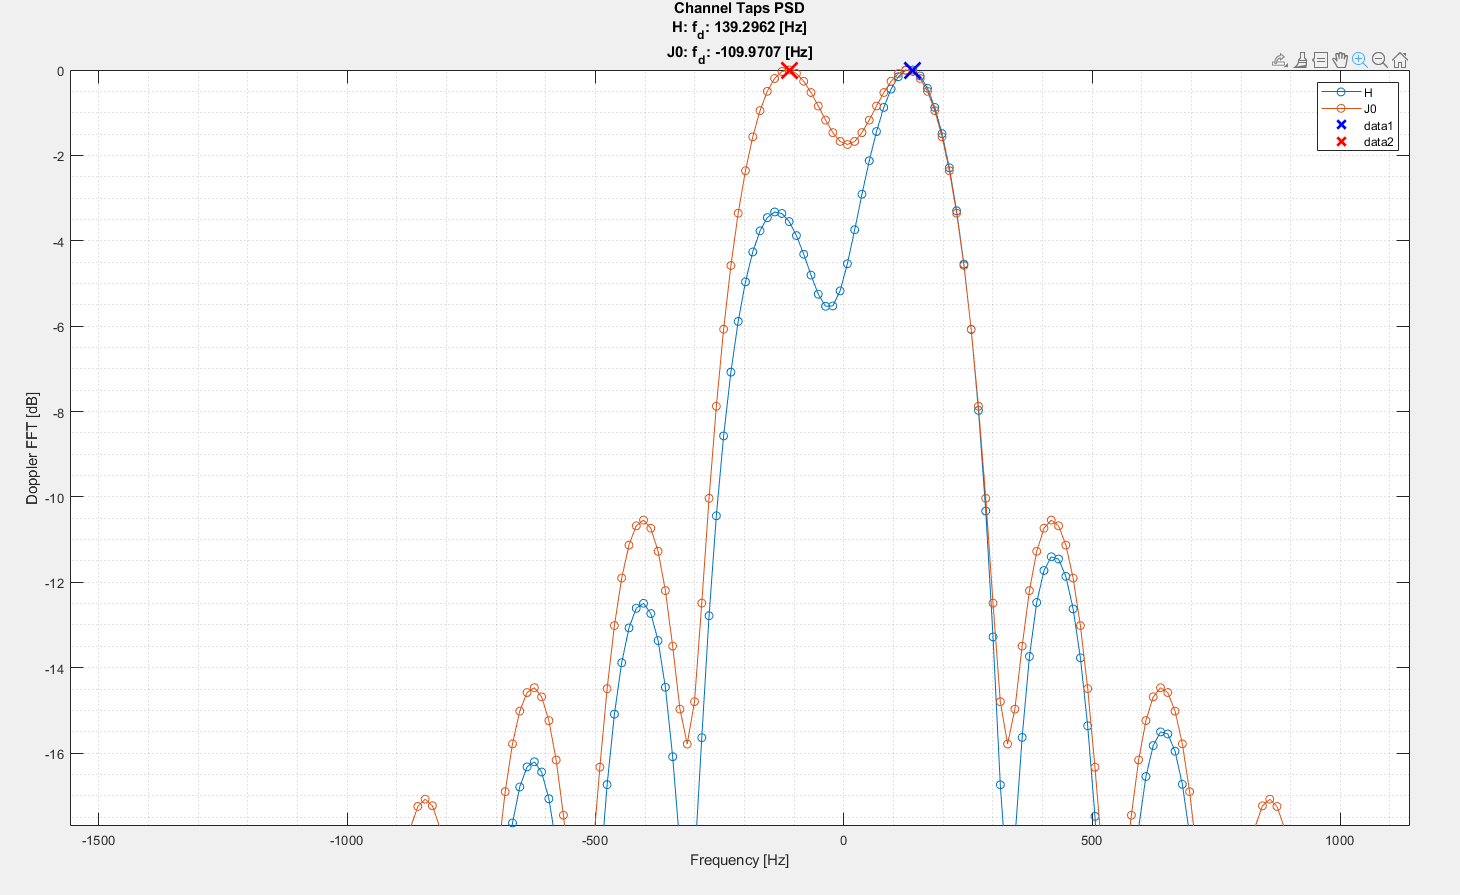 Channel Taps PSD
H: f_d: 139.2962 [Hz]
J0: f_d: -109.9707 [Hz]
H
J0
data1
data2
0
-2
-4
-6
-8
-10
-12
-14
-16
Doppler FFT [dB]
-1500
-1000
-500
0
500
1000
Frequency [Hz]